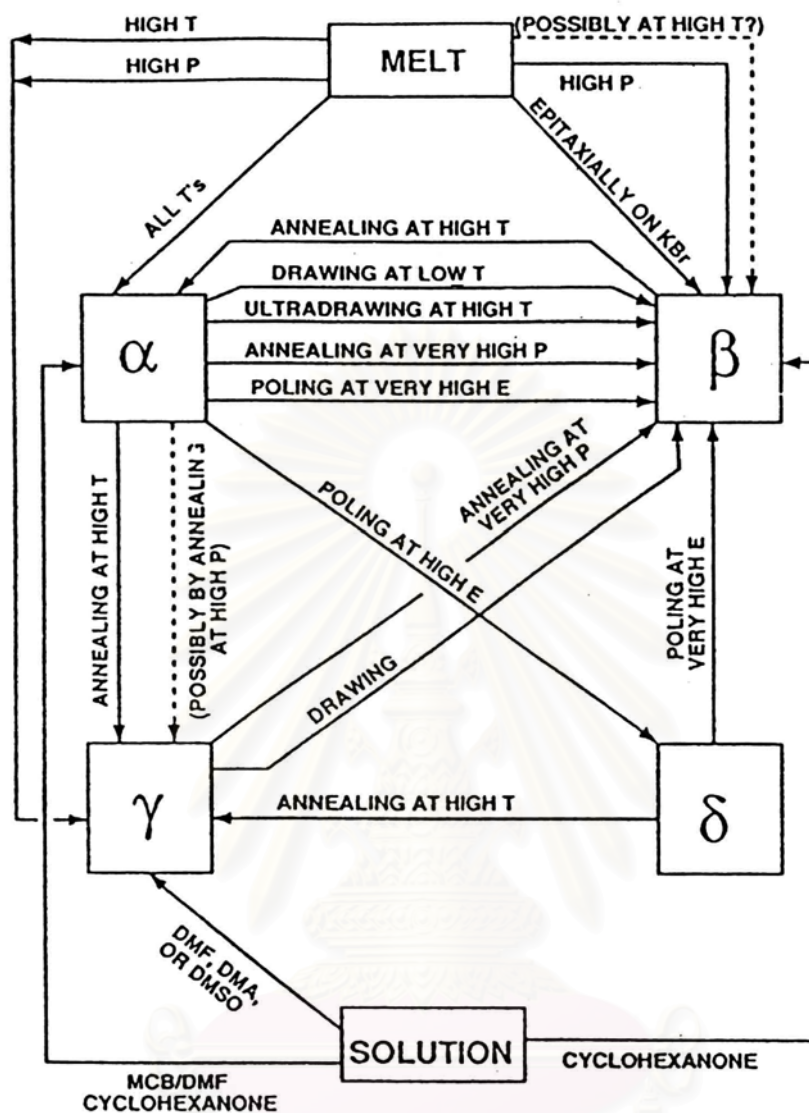 HIGH T
(POSSIBLY AT HIGH T?)
MELT
HIGH P
HIGH P
EPITAXIALLY ON KBr
ALL T's
ANNEALING AT HIGH T
DRAWING AT LOW T
ULTRADRAWING AT HIGH T
α
β
ANNEALING AT VERY HIGH P
POLING AT VERY HIGH E
ANNEALING AT HIGH T
(POSSIBLY BY ANNEALING
AT HIGH P)
POLING AT HIGH E
ANNEALING AT
VERY HIGH P
DRAWING
POLING AT
VERY HIGH E
γ
ANNEALING AT HIGH T
δ
DMF, DMA,
OR DMSO
SOLUTION
CYCLOHEXANONE
MCB/DMF
CYCLOHEXANONE